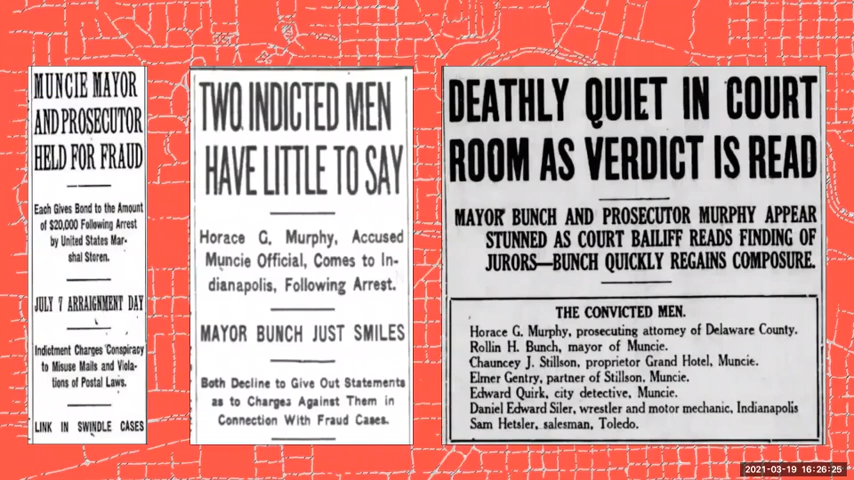 MUNCIE MAYOR
AND PROSECUTOR
HELD FOR FRAUD
Each Gives Bond to the Amount
of $20,000 Following Arrest
by United States Mar-
shal Storen.
JULY 7 ARRAIGNMENT DAY
Indictment Charges Conspiracy
to Misuse Mails and Viola-
tions of Postal Laws.
LINK IN SWINDLE CASES
TWO INDICTED MEN
HAVE LITTLE TO SAY
Horace G. Murphy, Accused
Muncie Official, Comes to In-
dianapolis, Following Arrest.
MAYOR BUNCH JUST SMILES
Both Decline to Give Out Statements
as to Charges Against Them in
Connection With Fraud Cases.
DEATHLY QUIET IN COURT
ROOM AS VERDICT IS READ
MAYOR BUNCH AND PROSECUTOR MURPHY APPEAR
STUNNED AS COURT BAILIFF READS FINDING OF
JURORS—BUNCH QUICKLY REGAINS COMPOSURE.
THE CONVICTED MEN.
Horace G. Murphy, prosecuting attorney of Delaware County.
Rollin H. Bunch, mayor of Muncie.
Chauncey J. Stillson, proprietor Grand Hotel, Muncie.
Elmer Gentry, partner of Stillson, Muncie.
Edward Quirk, city detective, Muncie.
Daniel Edward Siler, wrestler and motor mechanic, Indianapolis
Sam Hetsler, salesman, Toledo.
2021-03-19 16:26:25